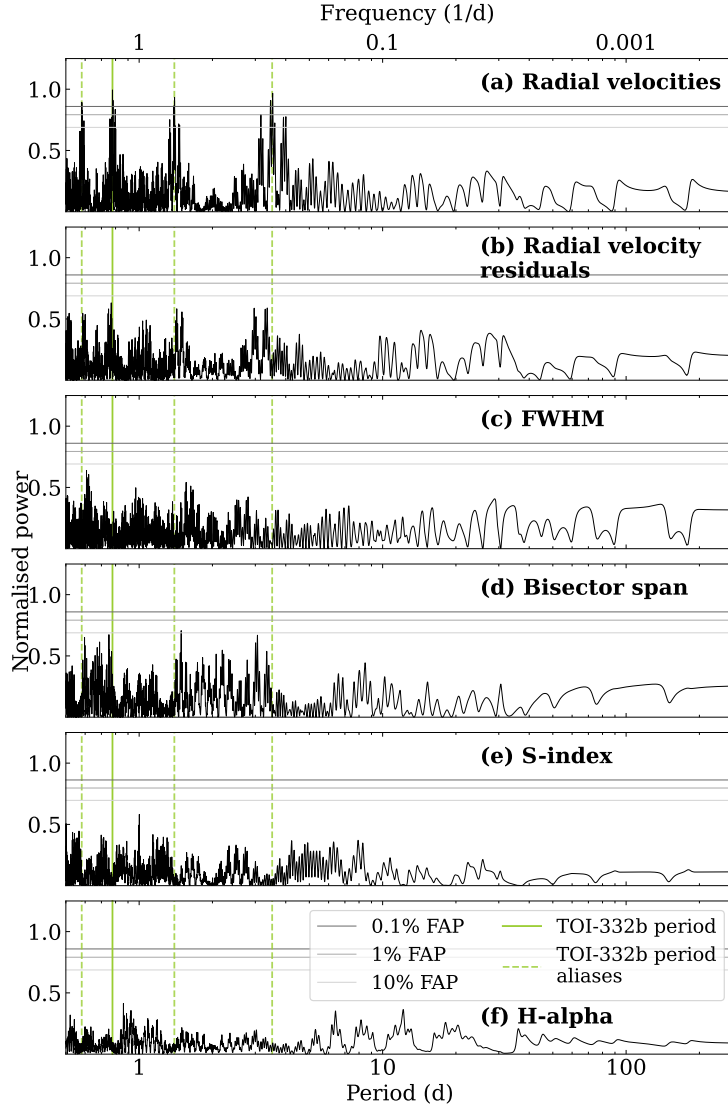 Frequency (1/d)
1 0.1 0.001
(a) Radial velocities
1.0
0.5
(b) Radial velocity
residuals
1.0
0.5
(c) FWHM
1.0
0.5
Normalised power
(d) Bisector span
1.0
0.5
(e) S-index
1.0
0.5
1.0
0.5
0.1% FAP
1% FAP
10% FAP
TOI-332b period
TOI-332b period
aliases
(f) H-alpha
1 10 100
Period (d)